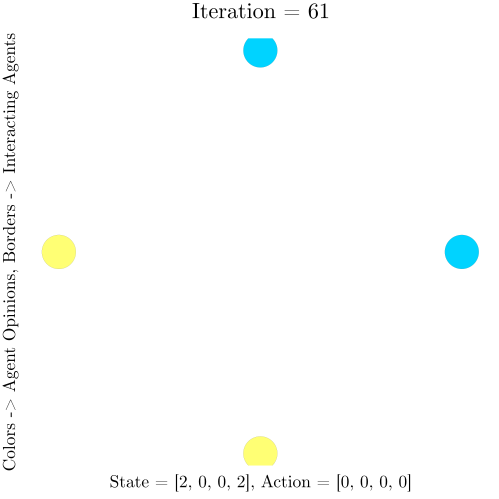 Iteration = 61
Colors -> Agent Opinions, Borders -> Interacting Agents
State = [2, 0, 0, 2], Action = [0, 0, 0, 0]